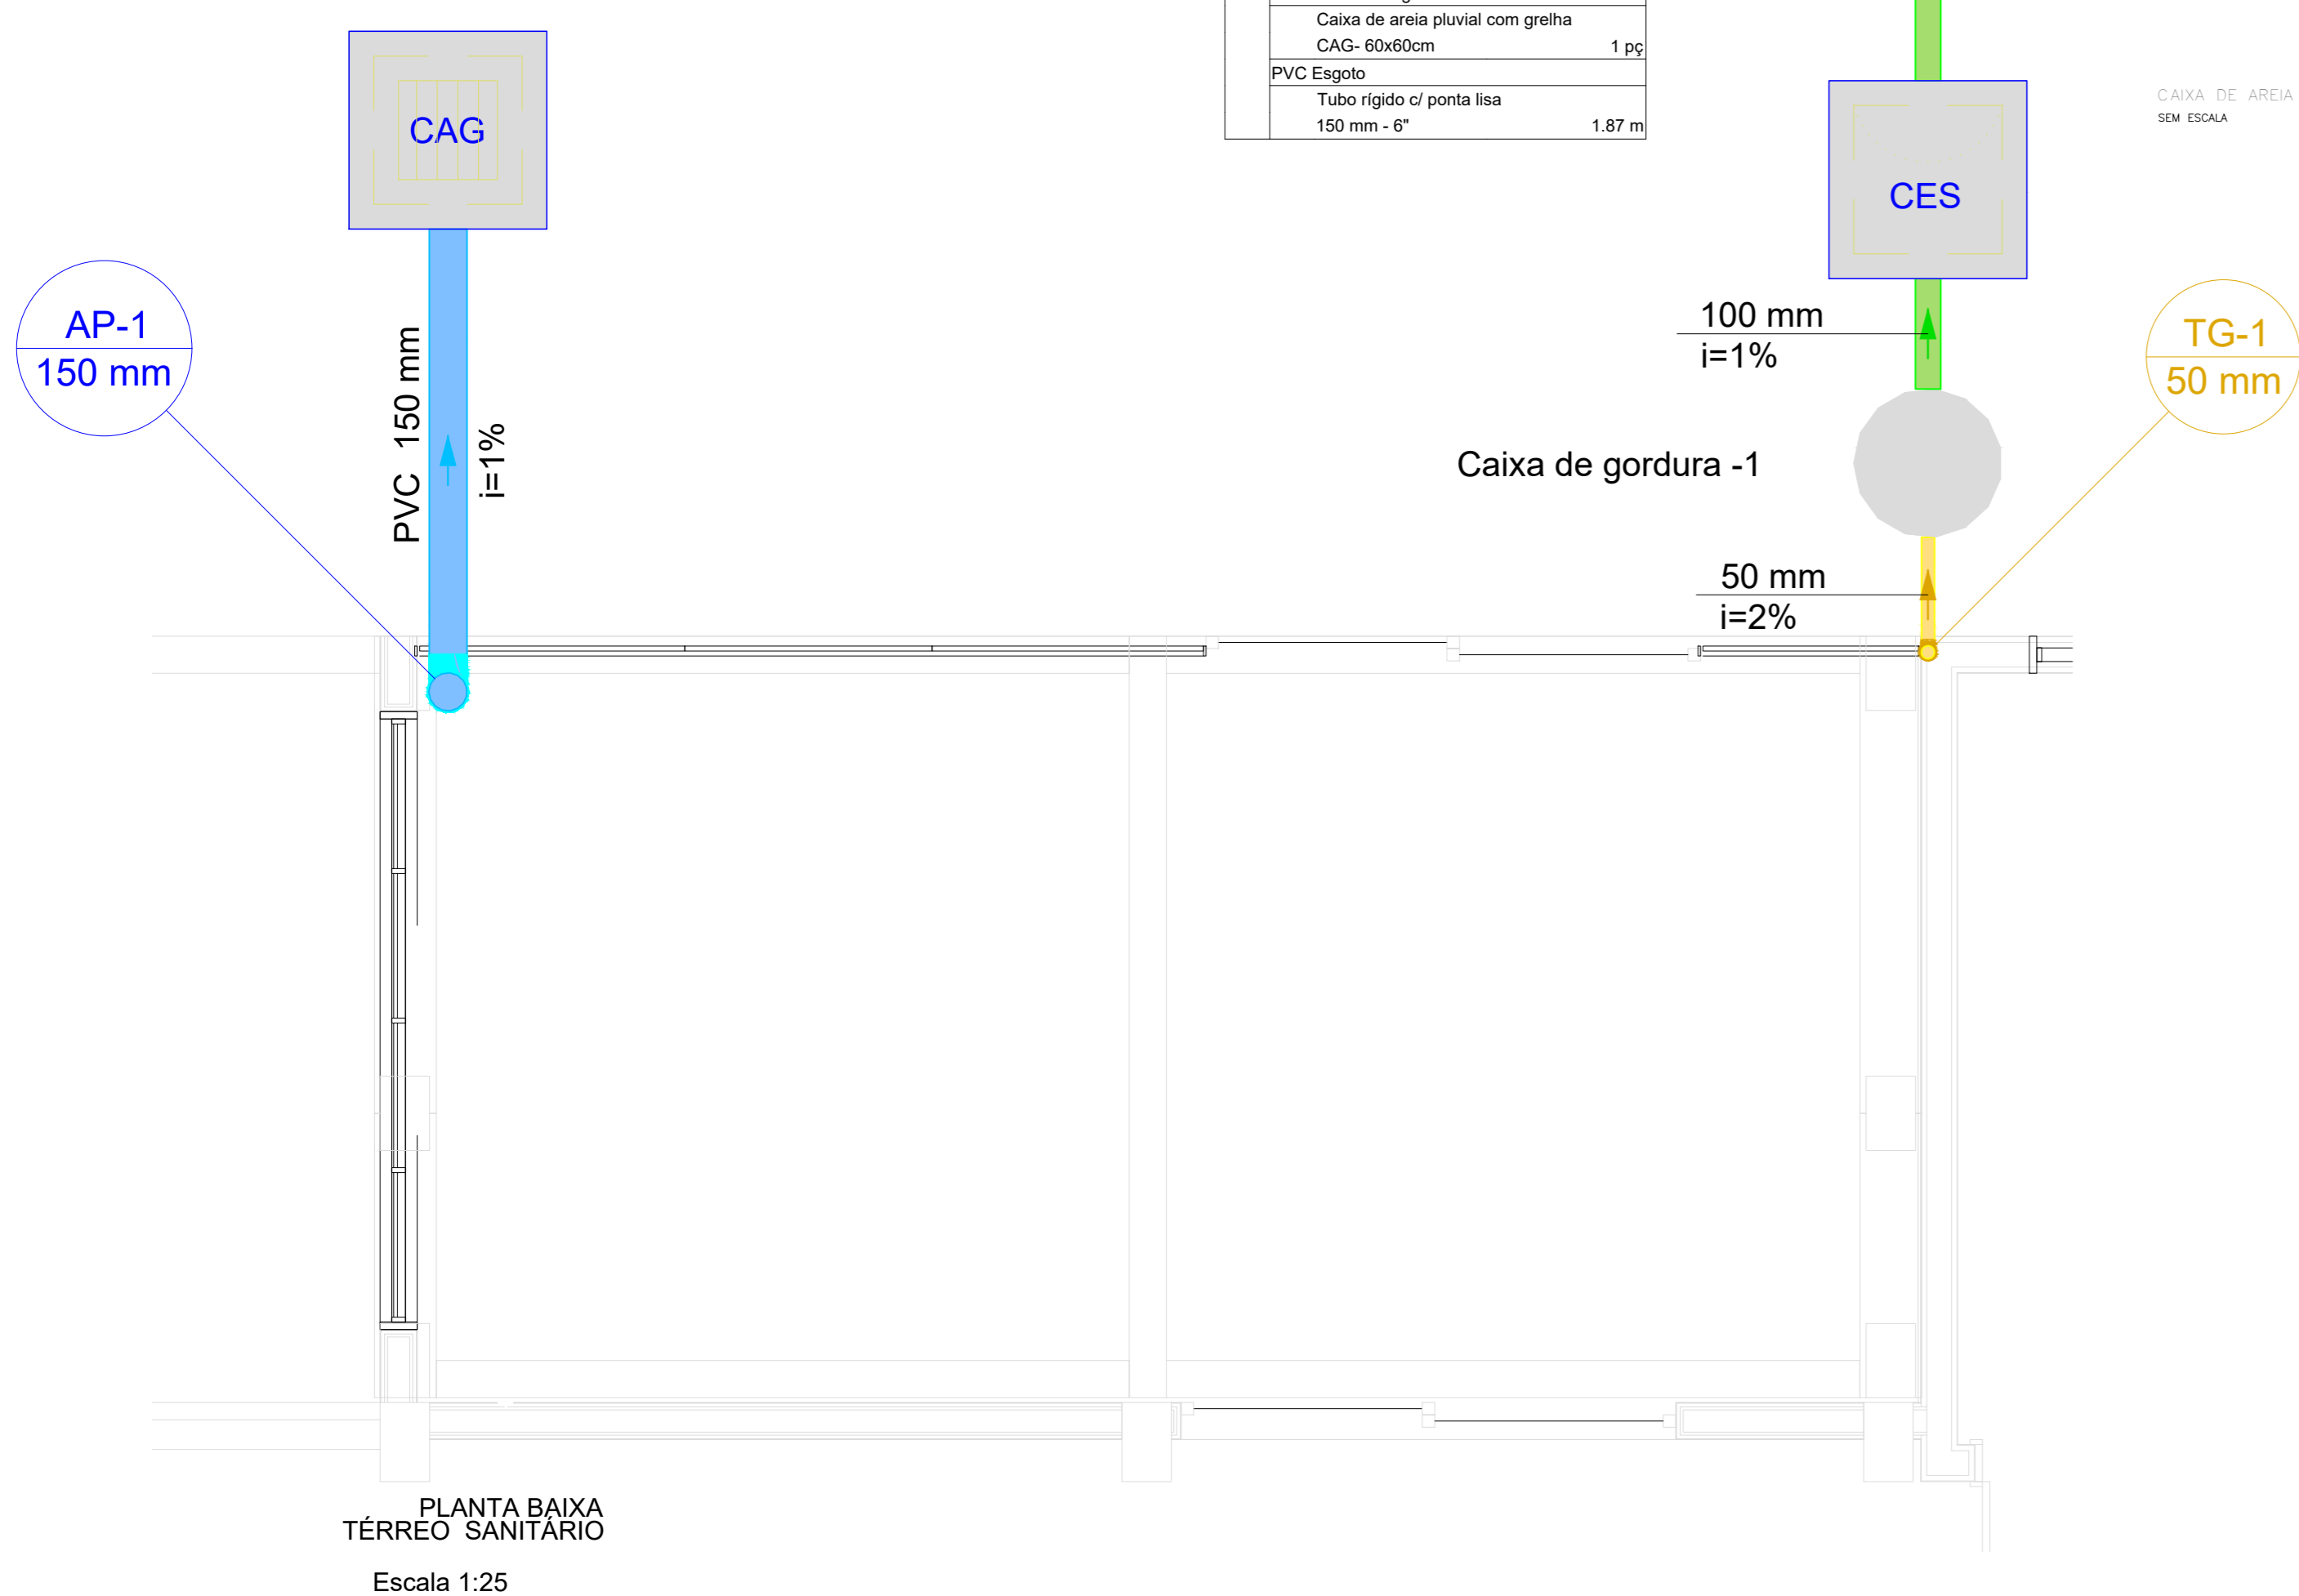 Caixa de areia pluvial com grelha
CAG- 60x60cm 1 pç
PVC Esgoto
Tubo rígido c/ ponta lisa
150 mm - 6" 1.87 m
CAIXA DE AREIA
SEM ESCALA
CAG
CES
AP-1
150 mm
PVC 150 mm
i=1%
100 mm
i=1%
TG-1
50 mm
Caixa de gordura -1
50 mm
i=2%
PLANTA BAIXA
TÉRREO SANITÁRIO
Escala 1:25